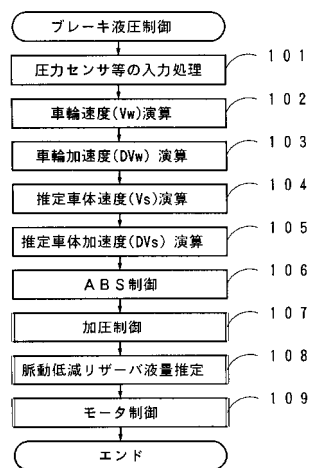 ブレーキ液圧制御
圧力センサ等の入力処理
101
車輪速度(Vw)演算
102
車輪加速度(DVw) 演算
103
推定車体速度(Vs)演算
104
推定車体加速度(DVs) 演算
105
ABS制御
106
加圧制御
107
脈動低減リザーバ液量推定
108
モータ制御
109
エンド